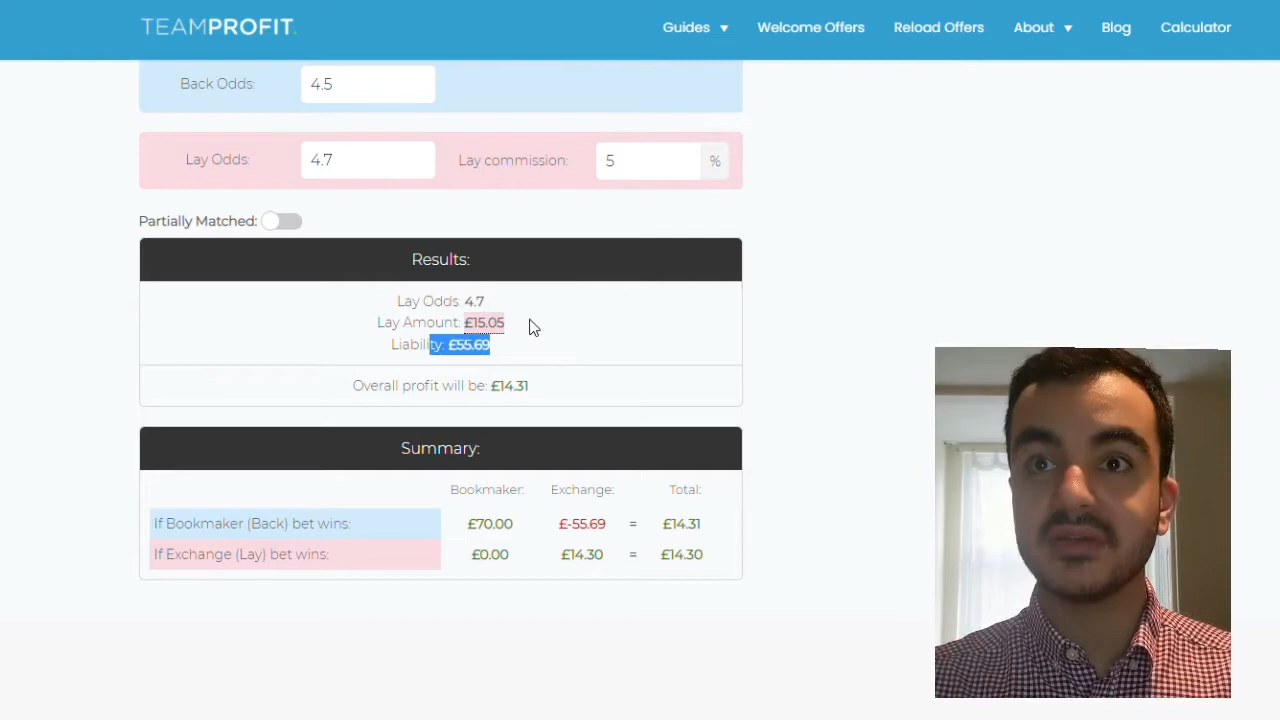 TEAMPROFIT. Guides Welcome Offers Reload Offers About Blog Calculator
Back Odds: 4.5
Lay Odds: 4.7 Lay commission: 5 %
Partially Matched:
Results:
Lay Odds: 4.7
Lay Amount: £15.05
Liability: £55.69
Overall profit will be: £14.31
Summary:
Bookmaker: Exchange: Total:
If Bookmaker (Back) bet wins: £70.00 £-55.69 = £14.31
If Exchange (Lay) bet wins: £0.00 £14.30 = £14.30